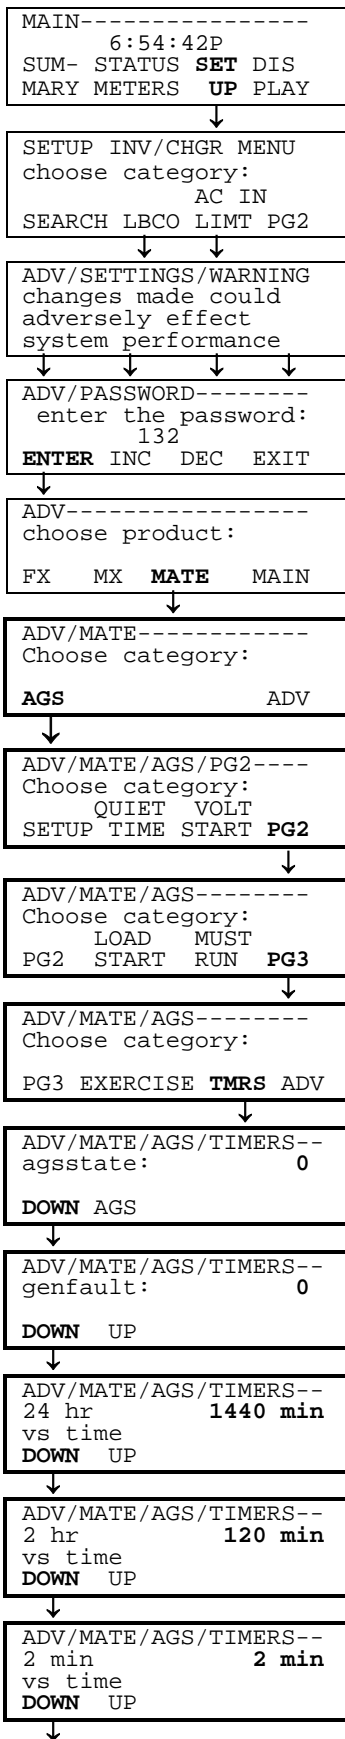 MAIN-----------------
6:54:42P
SUM- STATUS SET DIS
MARY METERS UP PLAY
SETUP INV/CHGR MENU
choose category:
AC IN
SEARCH LBCO LIMT PG2
ADV/SETTINGS/WARNING
changes made could
adversely effect
system performance
ADV/PASSWORD--------
enter the password:
132
ENTER INC DEC EXIT
ADV-----------------
choose product:
FX MX MATE MAIN
ADV/MATE------------
Choose category:
AGS ADV
ADV/MATE/AGS/PG2----
Choose category:
QUIET VOLT
SETUP TIME START PG2
ADV/MATE/AGS--------
Choose category:
LOAD MUST
PG2 START RUN PG3
ADV/MATE/AGS--------
Choose category:
PG3 EXERCISE TMRS ADV
ADV/MATE/AGS/TIMERS--
agsstate: 0
DOWN AGS
ADV/MATE/AGS/TIMERS--
genfault: 0
DOWN UP
ADV/MATE/AGS/TIMERS--
24 hr 1440 min
vs time
DOWN UP
ADV/MATE/AGS/TIMERS--
2 hr 120 min
vs time
DOWN UP
ADV/MATE/AGS/TIMERS--
2 min 2 min
vs time
DOWN UP